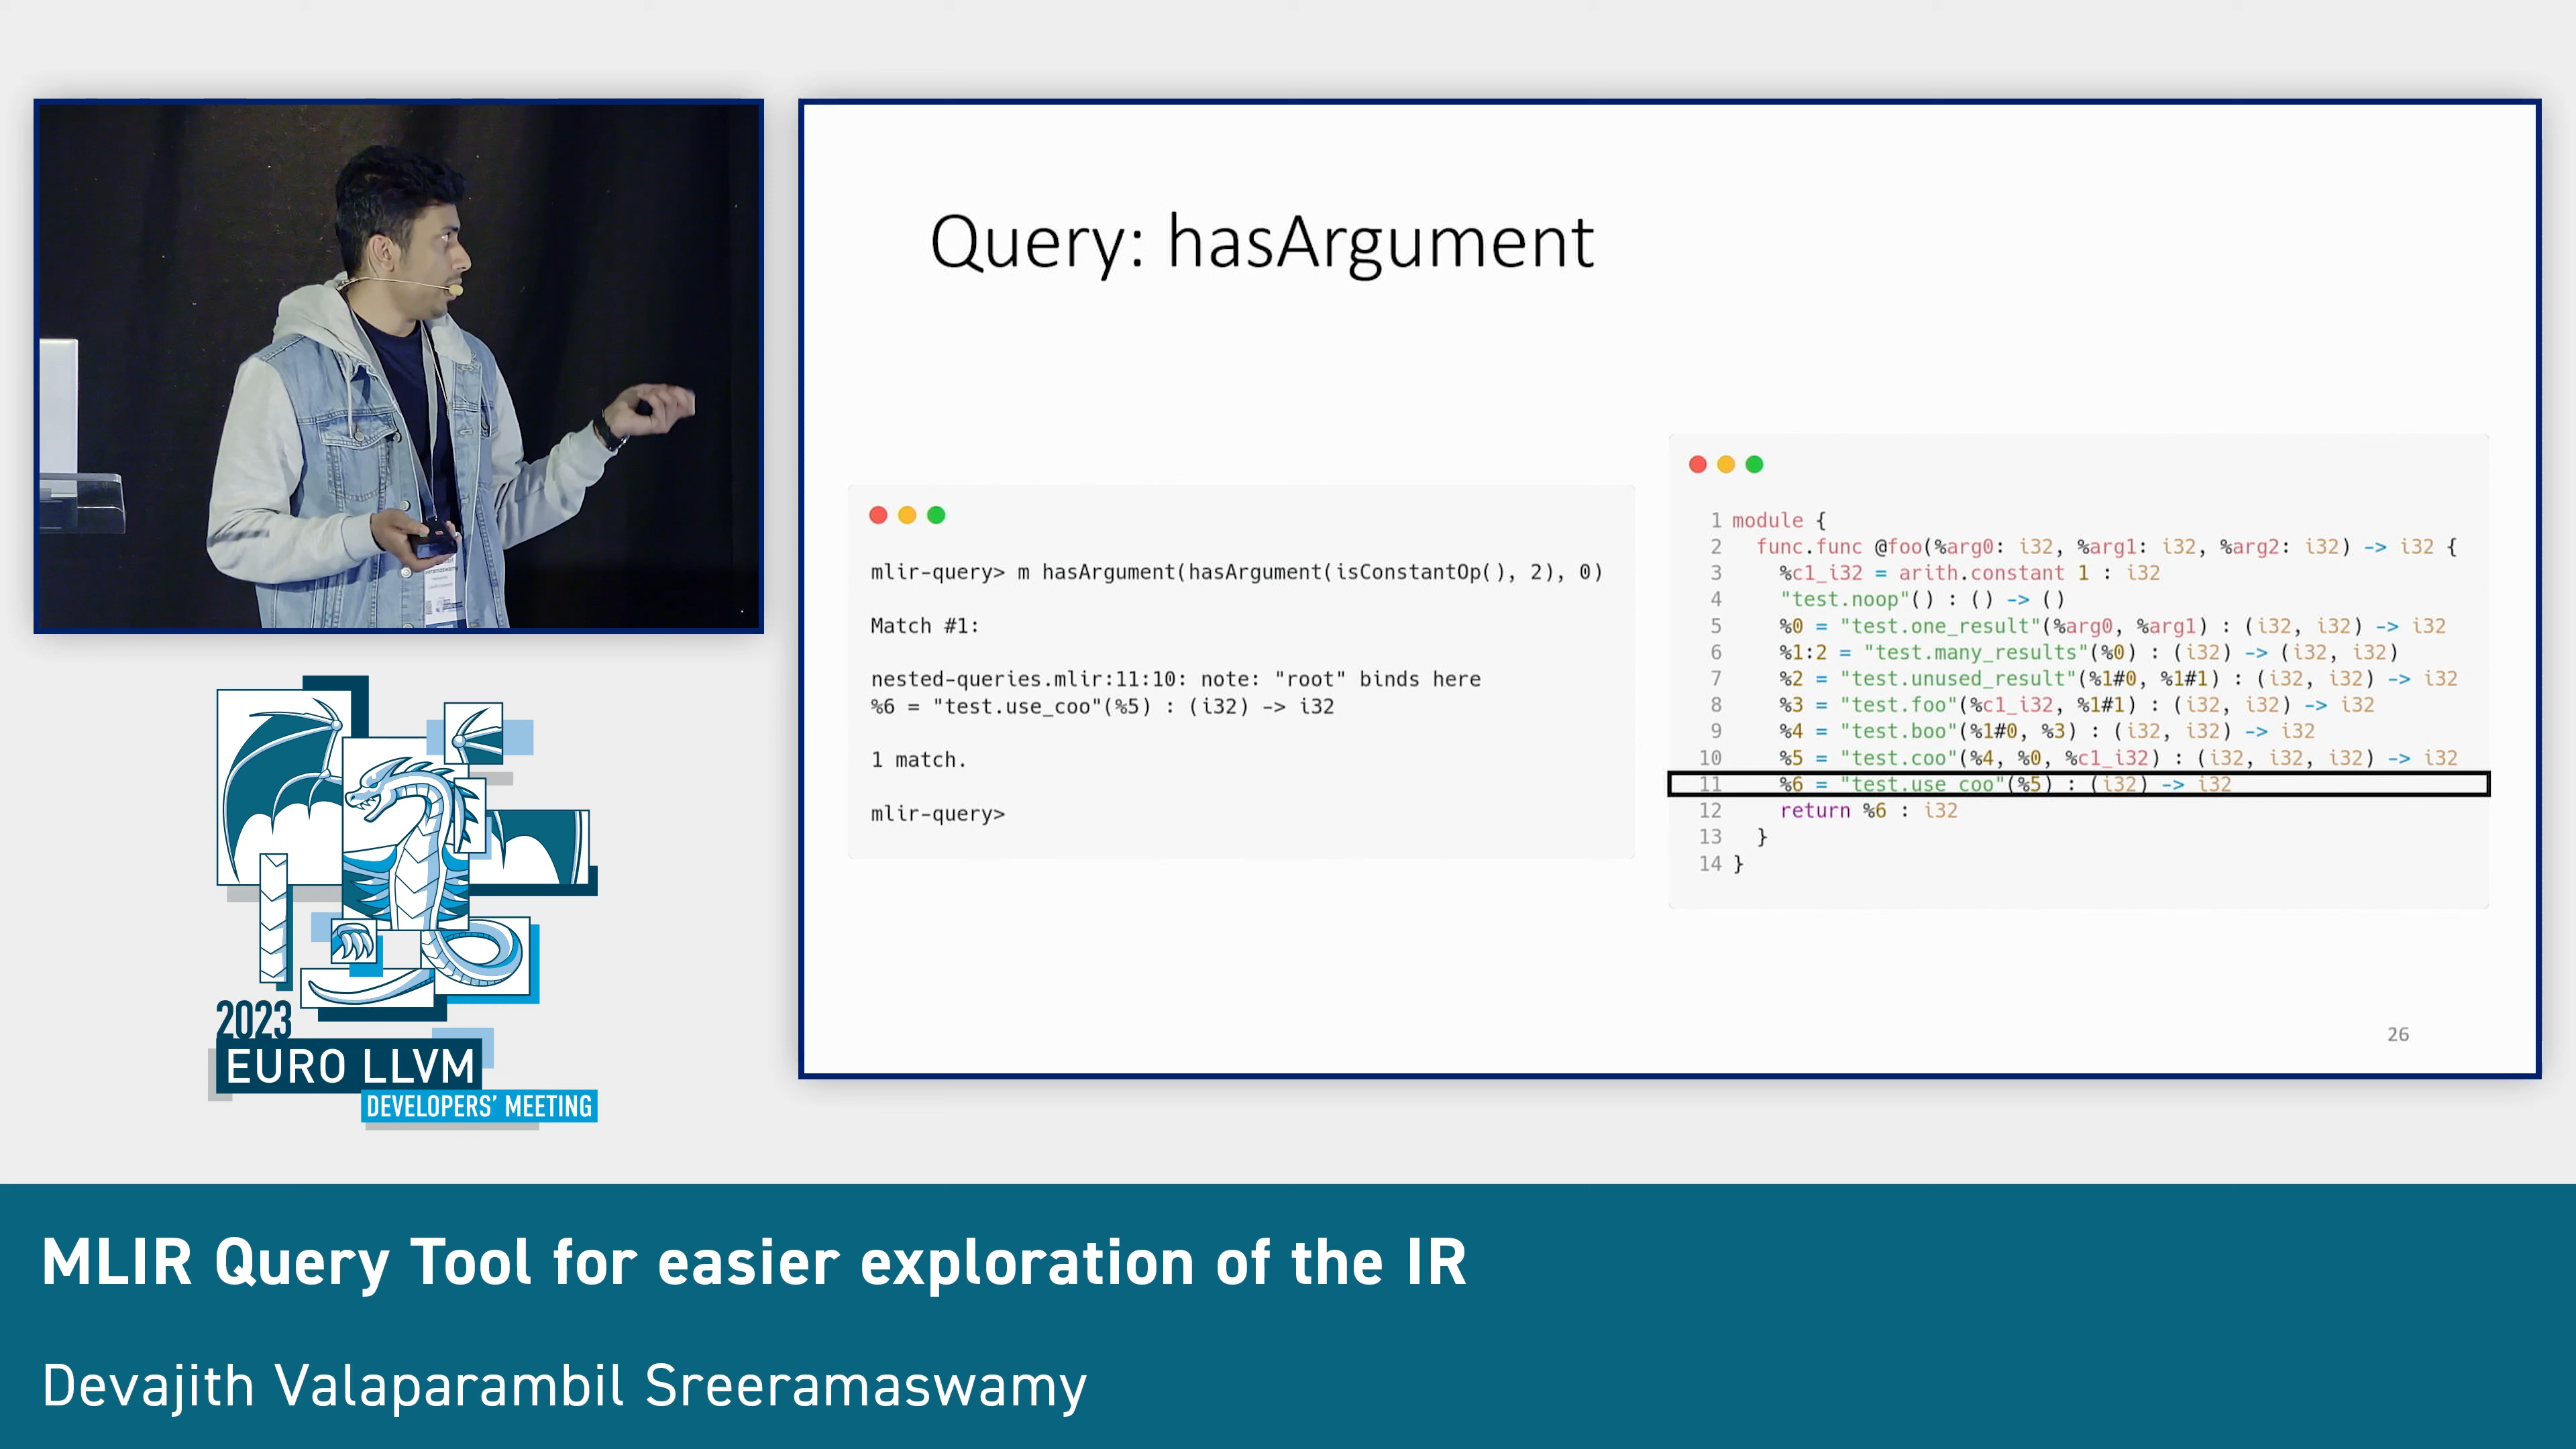 Query: hasArgument
mlir-query> m hasArgument(hasArgument(isConstantOp(), 2), 0)
Match #1:
nested-queries.mlir:11:10: note: "root" binds here
%6 = "test.use_coo"(%5) : (i32) -> i32
1 match.
mlir-query>
1 module {
2 func.func @foo(%arg0: i32, %arg1: i32, %arg2: i32) -> i32 {
3 %c1_i32 = arith.constant 1 : i32
4 "test.noop"() : () -> ()
5 %0 = "test.one_result"(%arg0, %arg1) : (i32, i32) -> i32
6 %1:2 = "test.many_results"(%0) : (i32) -> (i32, i32)
7 %2 = "test.unused_result"(%1#0, %1#1) : (i32, i32) -> i32
8 %3 = "test.foo"(%c1_i32, %1#1) : (i32, i32) -> i32
9 %4 = "test.boo"(%1#0, %3) : (i32, i32) -> i32
10 %5 = "test.coo"(%4, %0, %c1_i32) : (i32, i32, i32) -> i32
11 %6 = "test.use_coo"(%5) : (i32) -> i32
12 return %6 : i32
13 }
14 }
26
2023
EURO LLVM
DEVELOPERS' MEETING
MLIR Query Tool for easier exploration of the IR
Devajith Valaparambil Sreeramaswamy